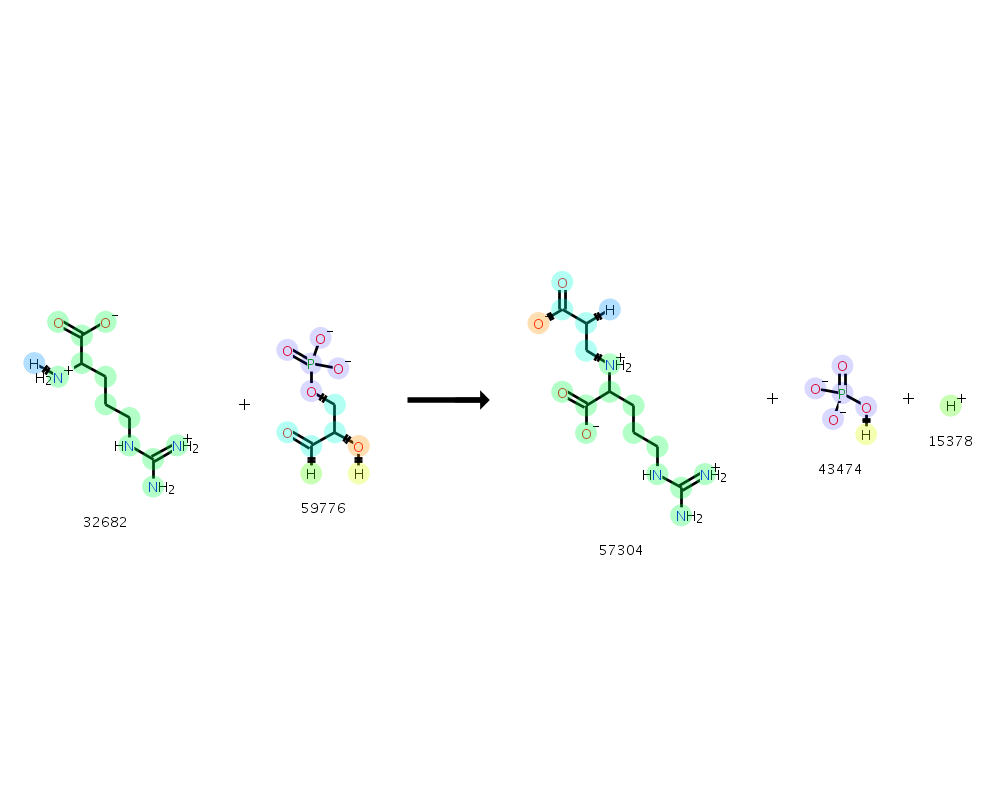 O O⁻
H H₂N⁺
HN NH₂⁺
NH₂
32682
+
O O⁻
P O⁻
O
O O
H H
59776
O
O⁻ H
NH₂⁺
O
O⁻
HN NH₂⁺
NH₂
57304
+
O
O⁻ P O
O⁻ H
43474
+
H⁺
15378